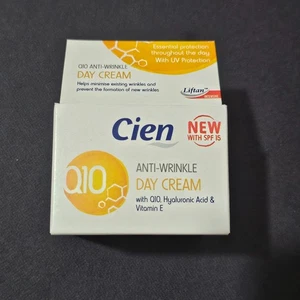 Essential protection
throughout the day.
With UV Protection
Q10 ANTI-WRINKLE
DAY CREAM
Helps minimise existing wrinkles and
prevent the formation of new wrinkles
Liftan™
Cien
NEW
WITH SPF 15
Q10
ANTI-WRINKLE
DAY CREAM
with Q10, Hyaluronic Acid &
Vitamin E